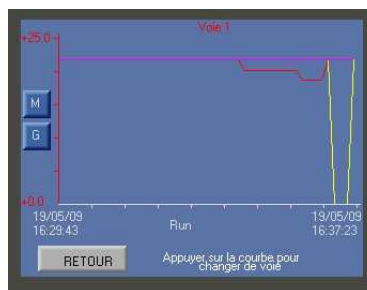 Voie 1
+25.0
M
G
+0.0
19/05/09
16:29:43
Run
19/05/09
16:37:23
RETOUR
Appuyer sur la courbe pour
changer de voie